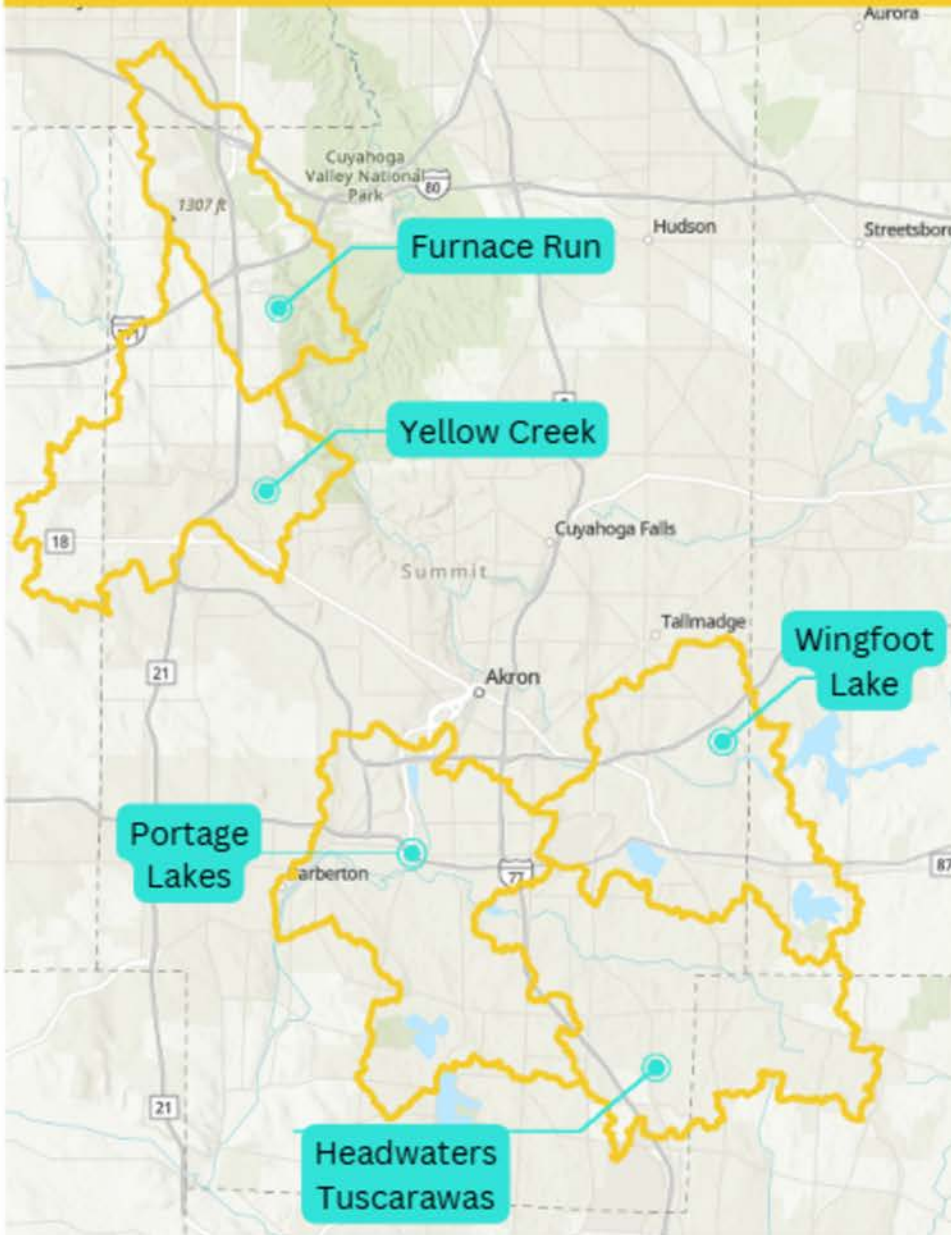 Aurora
Cuyahoga
Valley National
Park
80
1307 ft
Hudson
Furnace Run
Yellow Creek
18
Cuyahoga Falls
Summit
Tallmadge
Wingfoot
Lake
21
Akron
Portage
Lakes
arberton
77
87
21
Headwaters
Tuscarawas